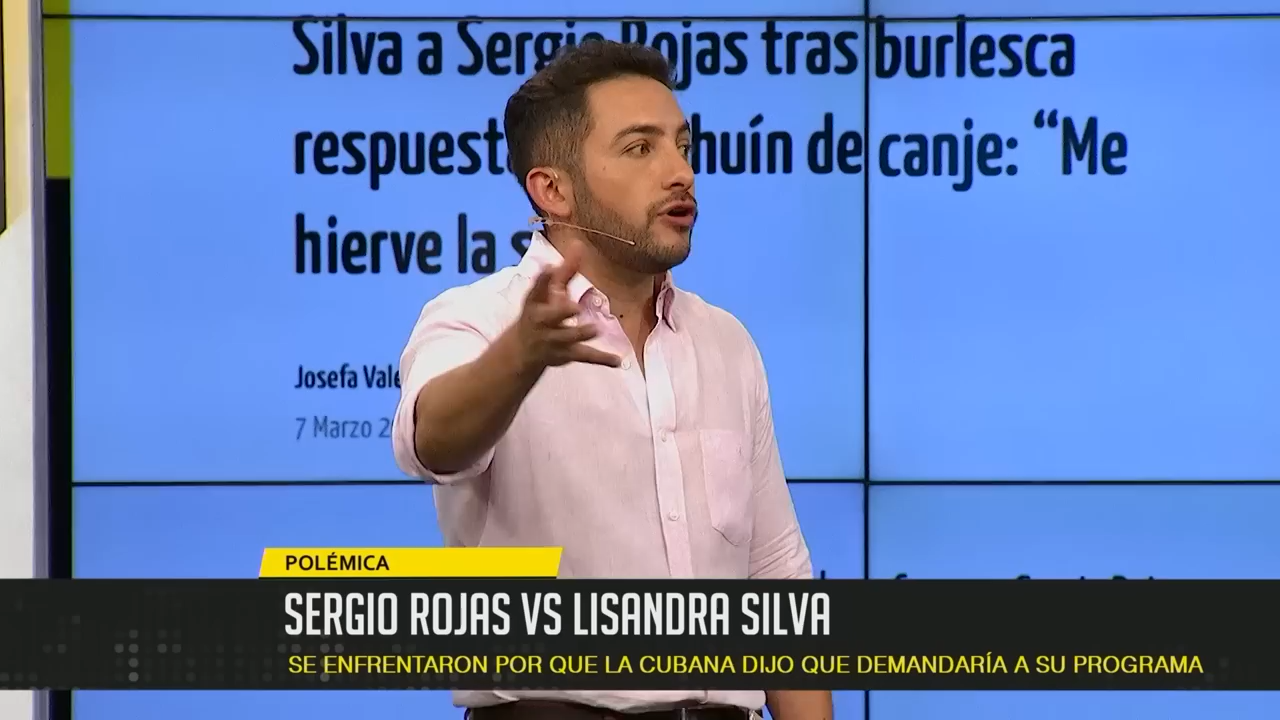 Silva a Sergio Rojas tras burlesca
respuest huín de canje: “Me
hierve la s
Josefa Vale
7 Marzo 2
POLÉMICA
SERGIO ROJAS VS LISANDRA SILVA
SE ENFRENTARON POR QUE LA CUBANA DIJO QUE DEMANDARÍA A SU PROGRAMA